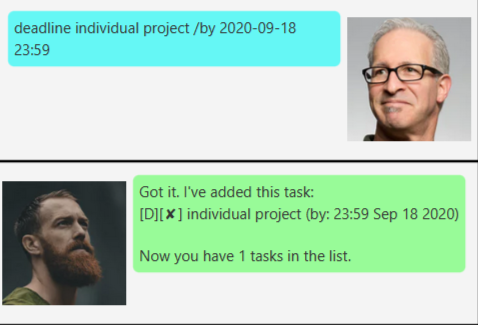 deadline individual project /by 2020-09-18
23:59
Got it. I've added this task:
[D][✘] individual project (by: 23:59 Sep 18 2020)
Now you have 1 tasks in the list.